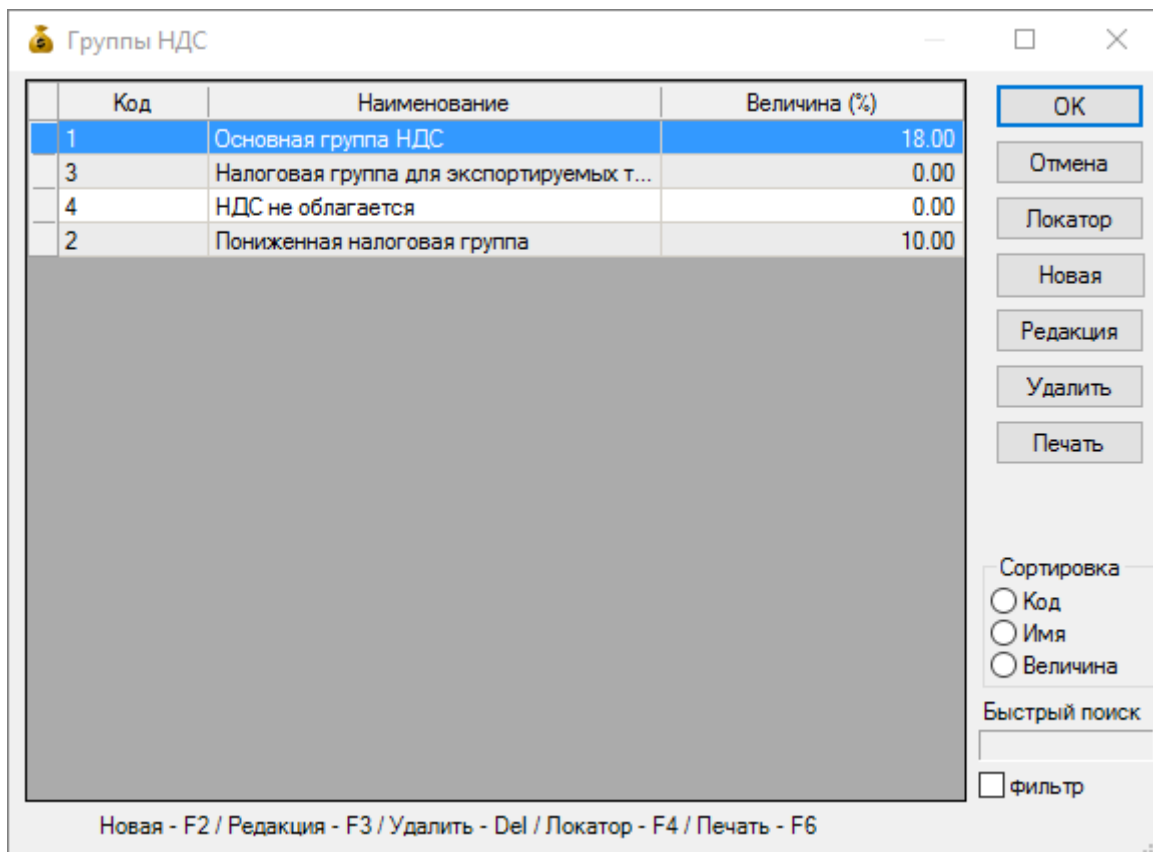 Группы НДС
Код Наименование Величина (%)
1 Основная группа НДС 18.00
3 Налоговая группа для экспортируемых т... 0.00
4 НДС не облагается 0.00
2 Пониженная налоговая группа 10.00
OK
Отмена
Локатор
Новая
Редакция
Удалить
Печать
Сортировка
Код
Имя
Величина
Быстрый поиск
фильтр
Новая - F2 / Редакция - F3 / Удалить - Del / Локатор - F4 / Печать - F6